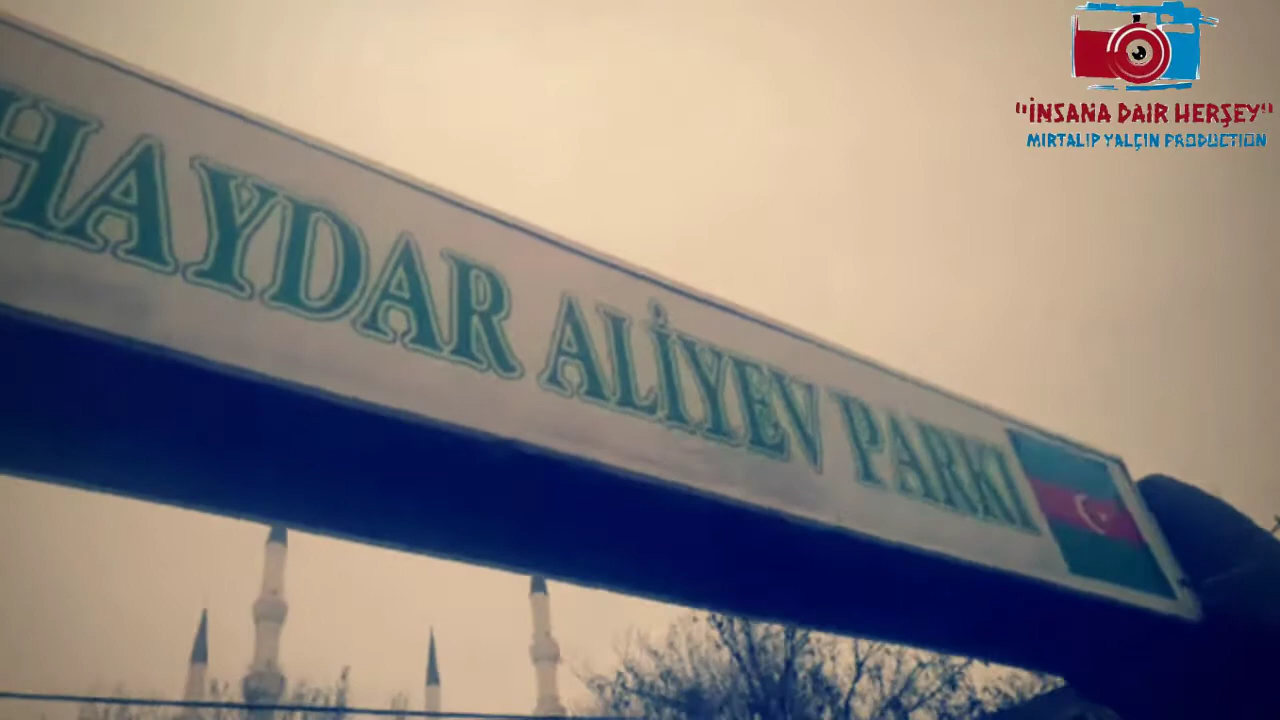 "İNSANA DAİR HERŞEY"
MIRTALIP YALÇIN PRODUCTION
HAYDAR ALİYEV PARKI